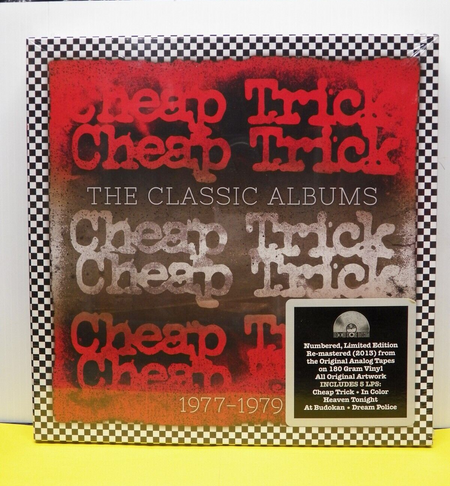 Cheap Trick
Cheap Trick
THE CLASSIC ALBUMS
Cheap Trick
Cheap Trick
Cheap Tri
Cheap
1977-1979
Numbered, Limited Edition
Re-mastered (2013) from
the Original Analog Tapes
on 180 Gram Vinyl
All Original Artwork
INCLUDES 5 LPS:
Cheap Trick • In Color
Heaven Tonight
At Budokan • Dream Police